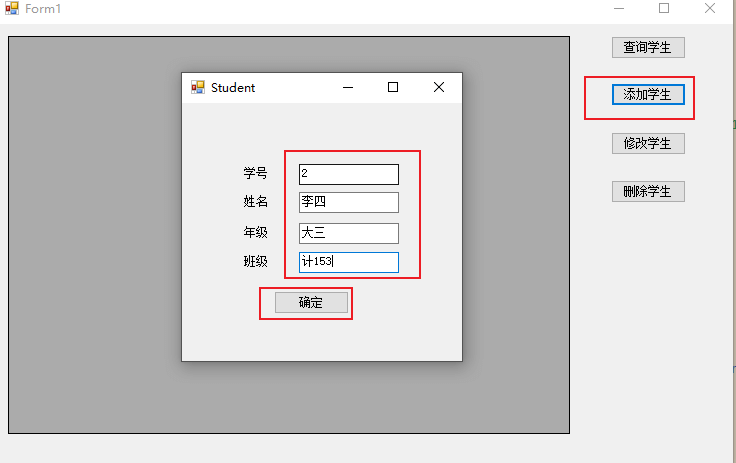 Form1
查询学生
Student
添加学生
学号 2
修改学生
姓名 李四
删除学生
年级 大三
班级 计153
确定